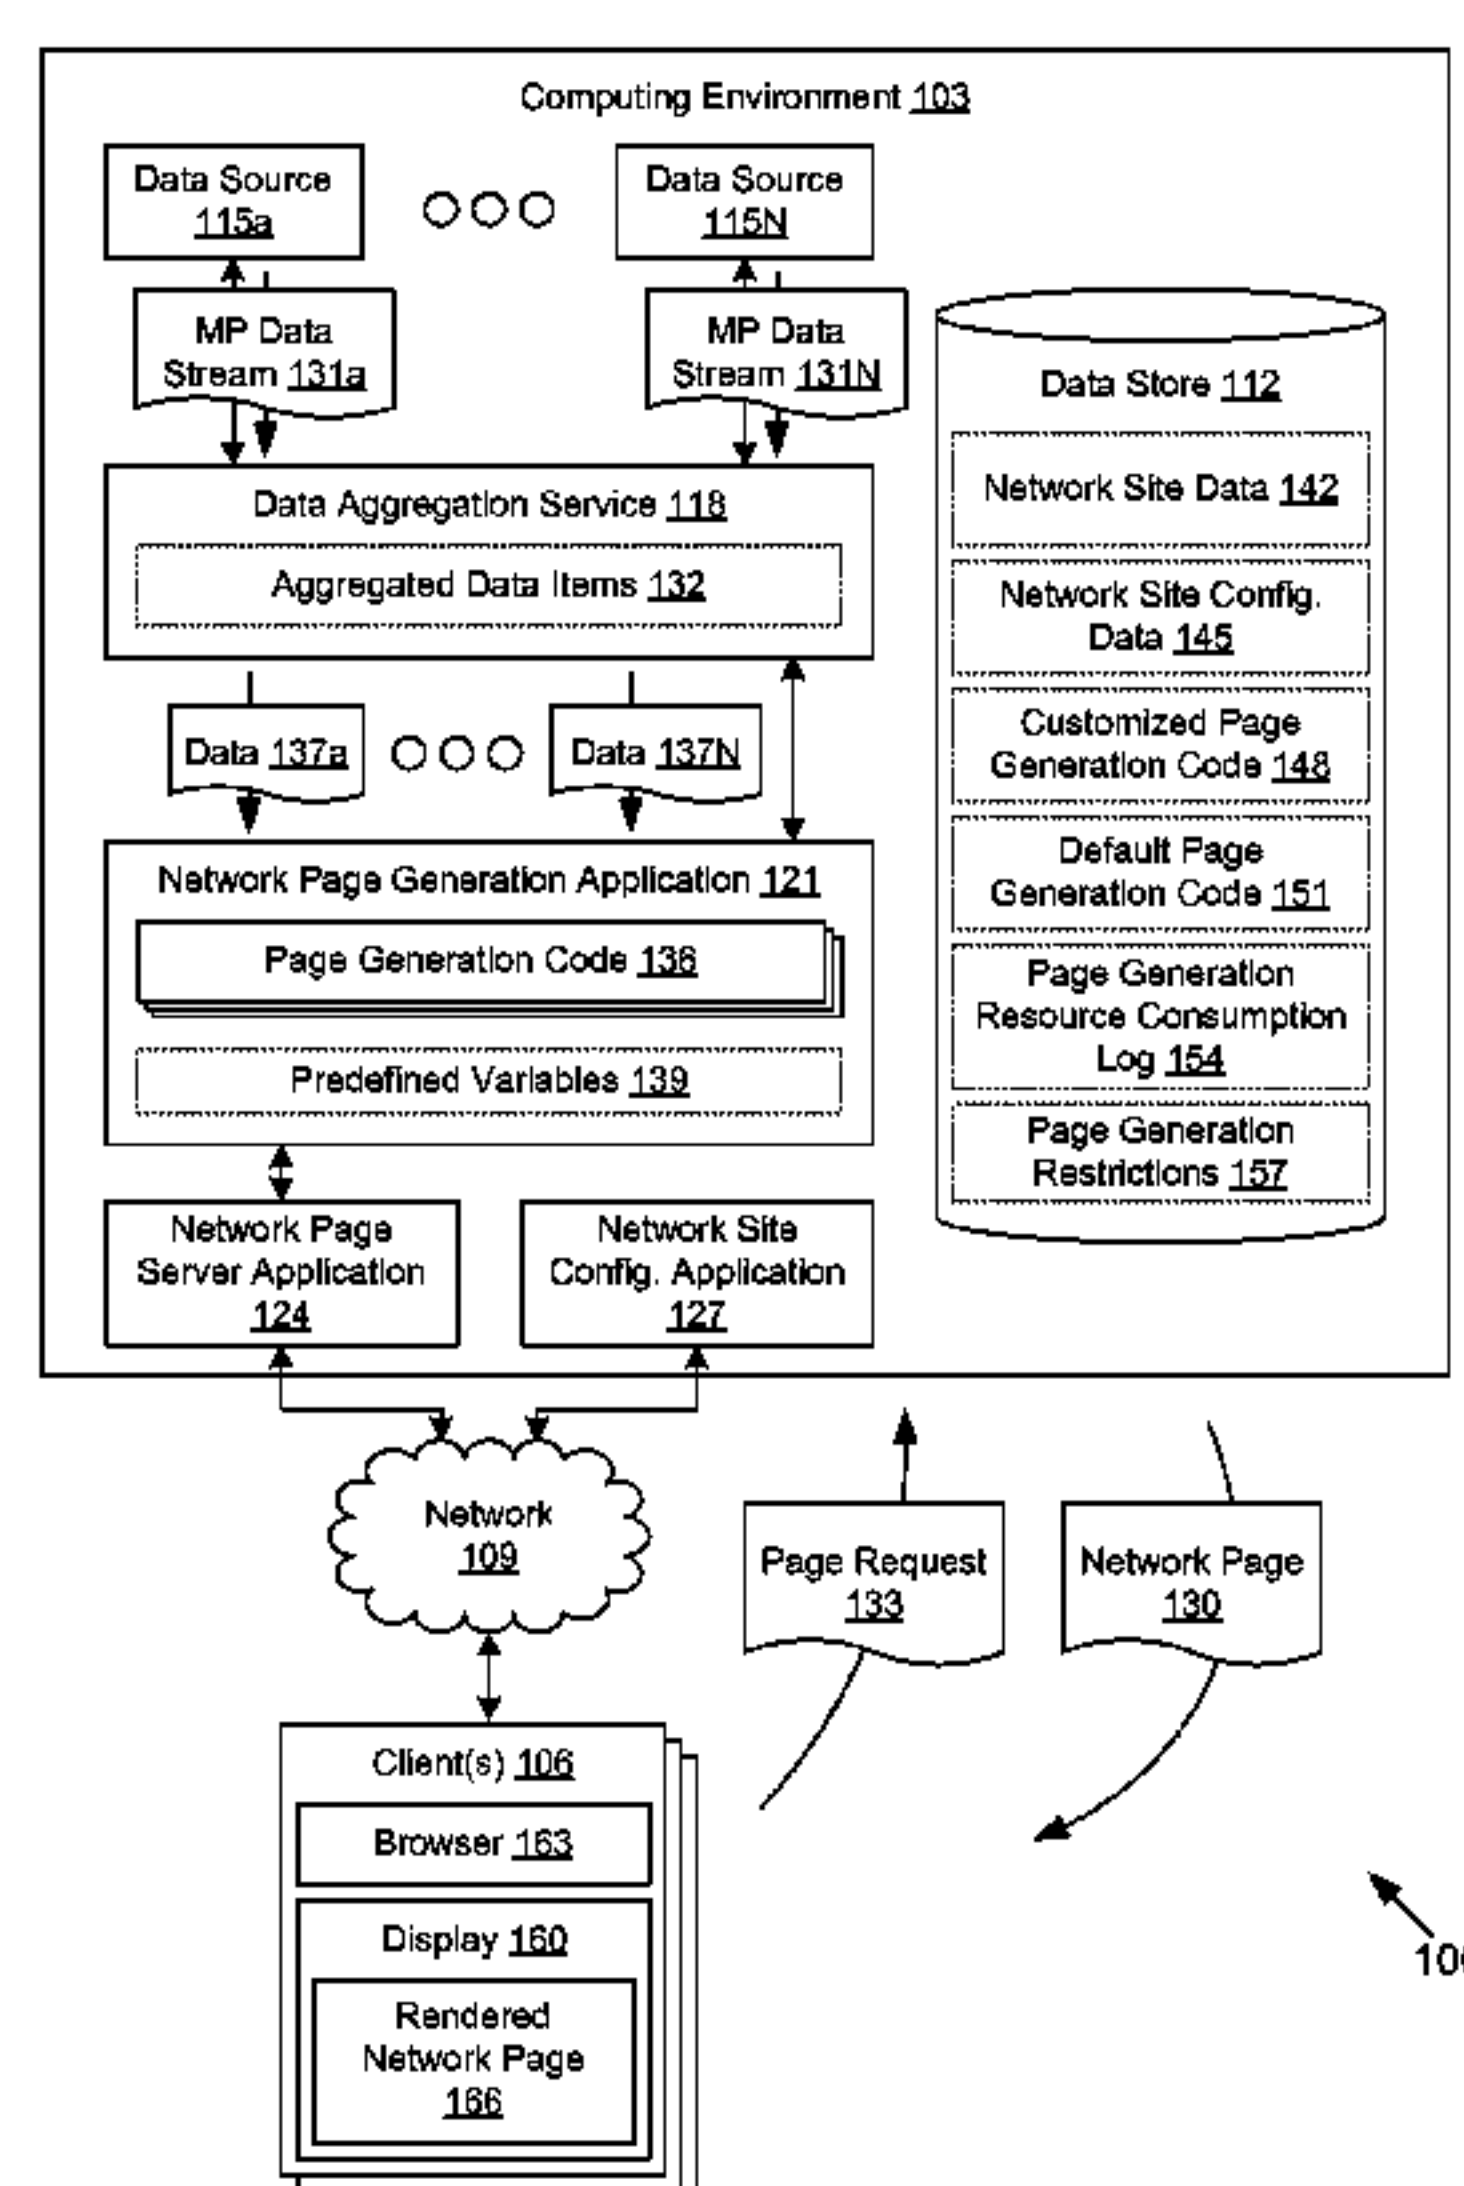 Computing Environment 103
Data Source
115a
Data Source
115N
MP Data
Stream 131a
MP Data
Stream 131N
Data Aggregation Service 118
Aggregated Data Items 132
Data 137a
Data 137N
Network Page Generation Application 121
Page Generation Code 136
Predefined Variables 139
Network Page
Server Application
124
Network Site
Config. Application
127
Data Store 112
Network Site Data 142
Network Site Config.
Data 145
Customized Page
Generation Code 148
Default Page
Generation Code 151
Page Generation
Resource Consumption
Log 154
Page Generation
Restrictions 157
Network
109
Page Request
133
Network Page
130
Client(s) 106
Browser 163
Display 160
Rendered
Network Page
166